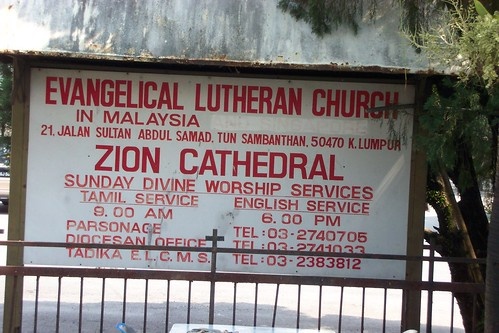 EVANGELICAL LUTHERAN CHURCH
IN MALAYSIA
21. JALAN SULTAN ABDUL SAMAD, TUN SAMBANTHAN, 50470 K. LUMPUR
ZION CATHEDRAL
SUNDAY DIVINE WORSHIP SERVICES
TAMIL SERVICE ENGLISH SERVICE
9.00 AM 6.00 PM
PARSONAGE TEL: 03-2740705
DIOCESAN OFFICE TEL: 03-2741033
TADIKA E.L.C.M.S. TEL: 03-2383812